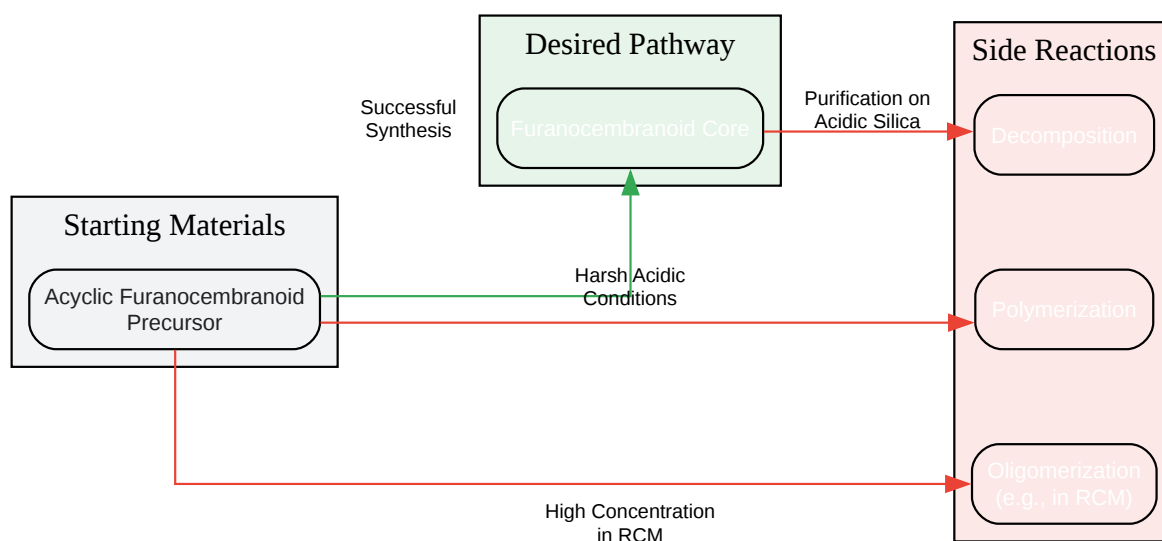 Desired Pathway
Side Reactions
Successful
Synthesis
Furanocembranoid Core
Purification on
Acidic Silica
Decomposition
Starting Materials
Acyclic Furanocembranoid
Precursor
Harsh Acidic
Conditions
Polymerization
Oligomerization
(e.g., in RCM)
High Concentration
in RCM